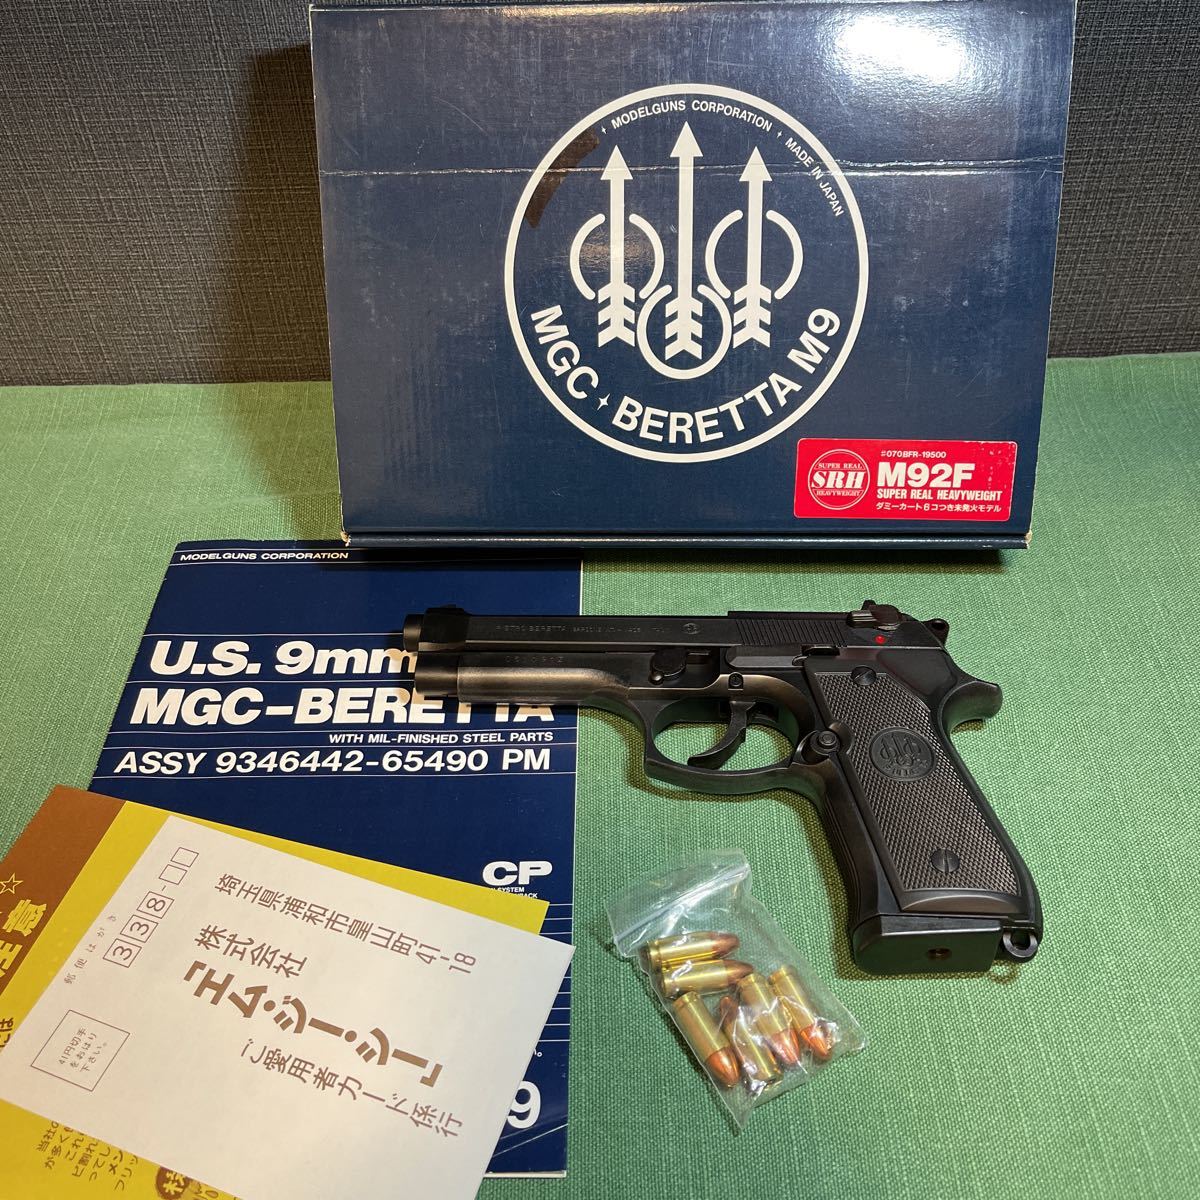 MODELGUNS CORPORATION
MADE IN JAPAN
MGC
BERETTA M9
SUPER REAL
SRH
HEAVYWEIGHT
#070BFR-19500
M92F
SUPER REAL HEAVYWEIGHT
ダミーカート6コつき未発火モデル
MODELGUNS CORPORATION
U.S. 9mm
MGC-BERETTA
WITH MIL-FINISHED STEEL PARTS
ASSY 9346442-65490 PM
CP
SYSTEM
9
郵便はがき
338-
41円切手
をおはり
下さい。
埼玉県浦和市皇山町41-18
株式会社
「エム・ジー・シー」
ご愛用者カード係行